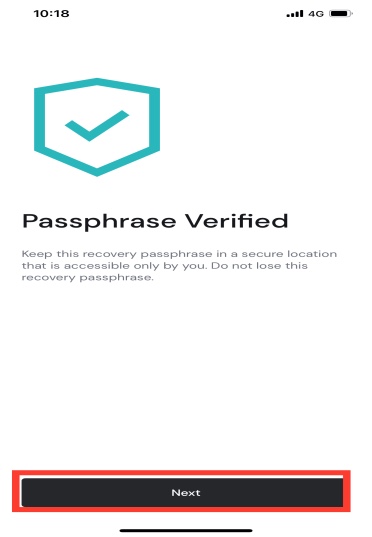 10:18
4G
Passphrase Verified
Keep this recovery passphrase in a secure location
that is accessible only by you. Do not lose this
recovery passphrase.
Next